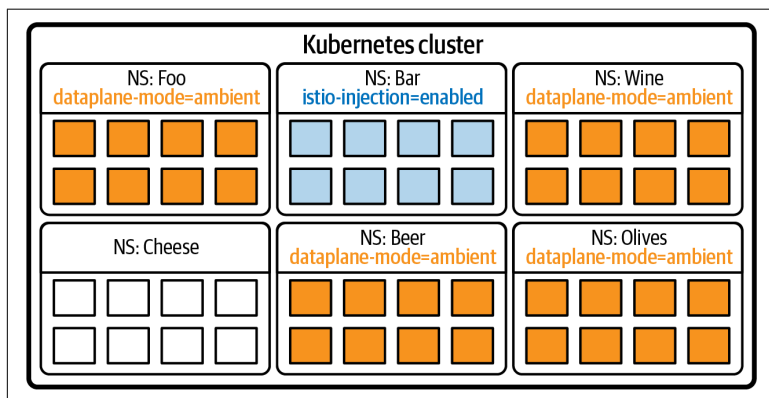 Kubernetes cluster
NS: Foo
dataplane-mode=ambient
NS: Bar
istio-injection=enabled
NS: Wine
dataplane-mode=ambient
NS: Cheese
NS: Beer
dataplane-mode=ambient
NS: Olives
dataplane-mode=ambient